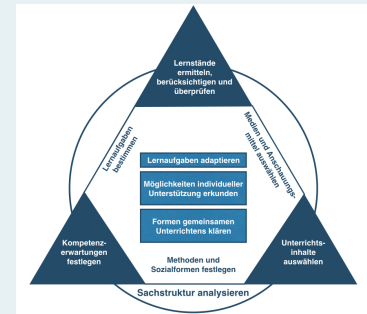 Lernstände
ermitteln,
berücksichtigen und
überprüfen
Lernaufgaben
bestimmen
Medien und Anschauungs-
mittel auswählen
Lernaufgaben adaptieren
Möglichkeiten individueller
Unterstützung erkunden
Formen gemeinsamen
Unterrichtens klären
Kompetenz-
erwartungen
festlegen
Unterrichts-
inhalte
auswählen
Methoden und
Sozialformen festlegen
Sachstruktur analysieren